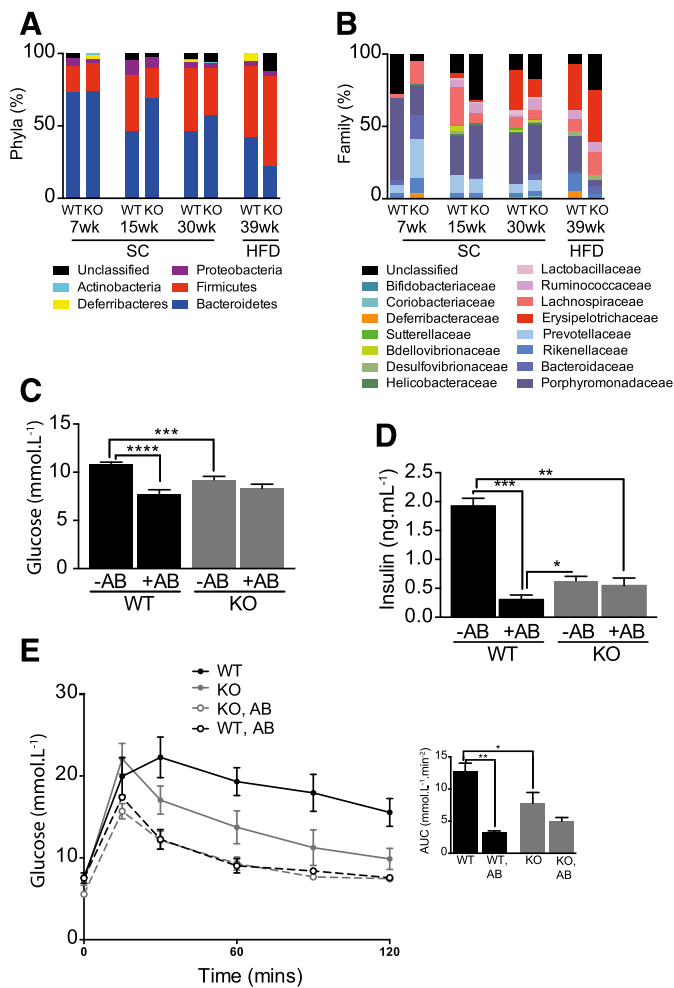 A
100
50
0
Phyla (%)
WT KO WT KO WT KO WT KO
7wk 15wk 30wk 39wk
SC HFD
Unclassified
Actinobacteria
Deferribacteres
Proteobacteria
Firmicutes
Bacteroidetes
B
100
50
0
Family (%)
WT KO WT KO WT KO WT KO
7wk 15wk 30wk 39wk
SC HFD
Unclassified
Bifidobacteriaceae
Coriobacteriaceae
Deferribacteraceae
Sutterellaceae
Bdellovibrionaceae
Desulfovibrionaceae
Helicobacteraceae
Lactobacillaceae
Ruminococcaceae
Lachnospiraceae
Erysipelotrichaceae
Prevotellaceae
Rikenellaceae
Bacteroidaceae
Porphyromonadaceae
C
15
10
5
0
Glucose (mmol.L⁻¹)
***
****
-AB +AB -AB +AB
WT KO
D
2.5
2.0
1.5
1.0
0.5
0.0
Insulin (ng.mL⁻¹)
**
***
*
-AB +AB -AB +AB
WT KO
E
WT
KO
KO, AB
WT, AB
30
20
10
0
Glucose (mmol.L⁻¹)
0 60 120
Time (mins)
15
10
5
0
AUC (mmol.L⁻¹.min⁻²)
*
**
WT WT, KO KO,
AB AB